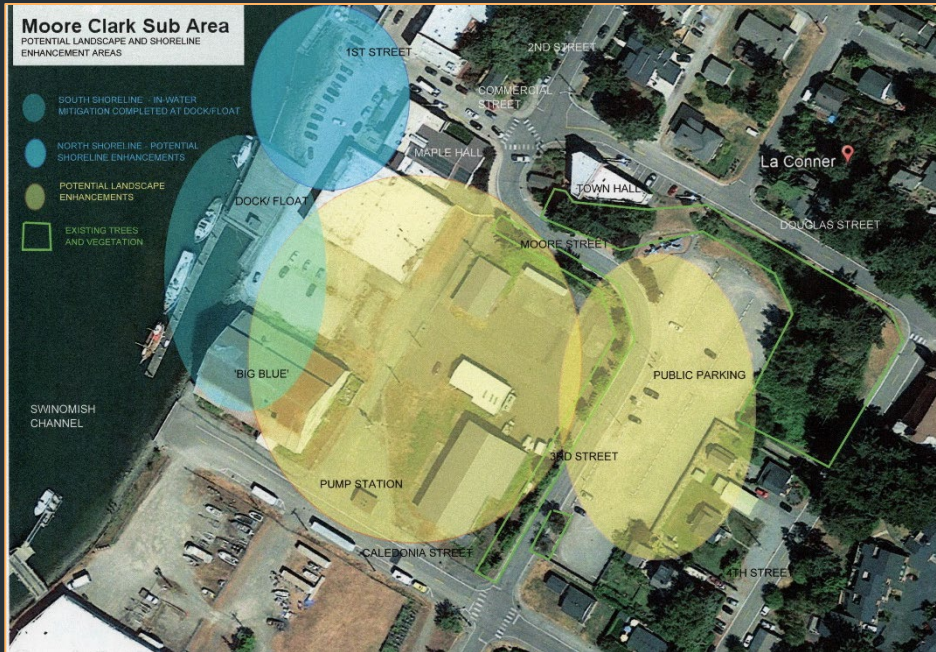 Moore Clark Sub Area
POTENTIAL LANDSCAPE AND SHORELINE
ENHANCEMENT AREAS
SOUTH SHORELINE - IN-WATER
MITIGATION COMPLETED AT DOCK/FLOAT
NORTH SHORELINE - POTENTIAL
SHORELINE ENHANCEMENTS
POTENTIAL LANDSCAPE
ENHANCEMENTS
EXISTING TREES
AND VEGETATION
1ST STREET
2ND STREET
COMMERCIAL
STREET
MAPLE HALL
La Conner
TOWN HALL
DOCK/ FLOAT
DOUGLAS STREET
MOORE STREET
'BIG BLUE'
PUBLIC PARKING
SWINOMISH
CHANNEL
3RD STREET
PUMP STATION
CALEDONIA STREET
4TH STREET